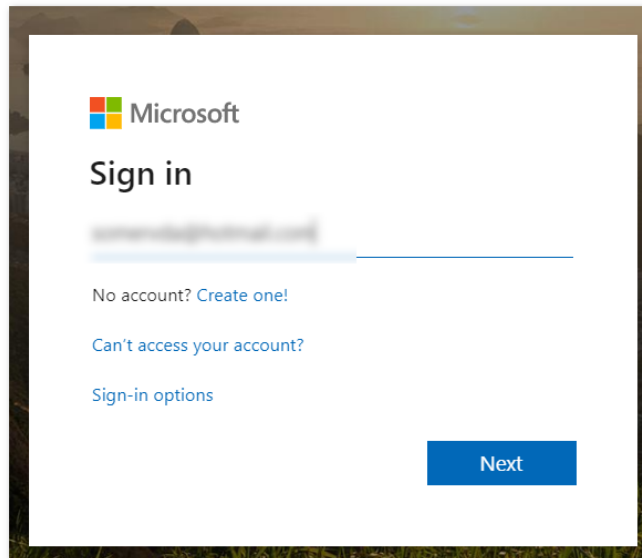 Microsoft
Sign in
No account? Create one!
Can't access your account?
Sign-in options
Next